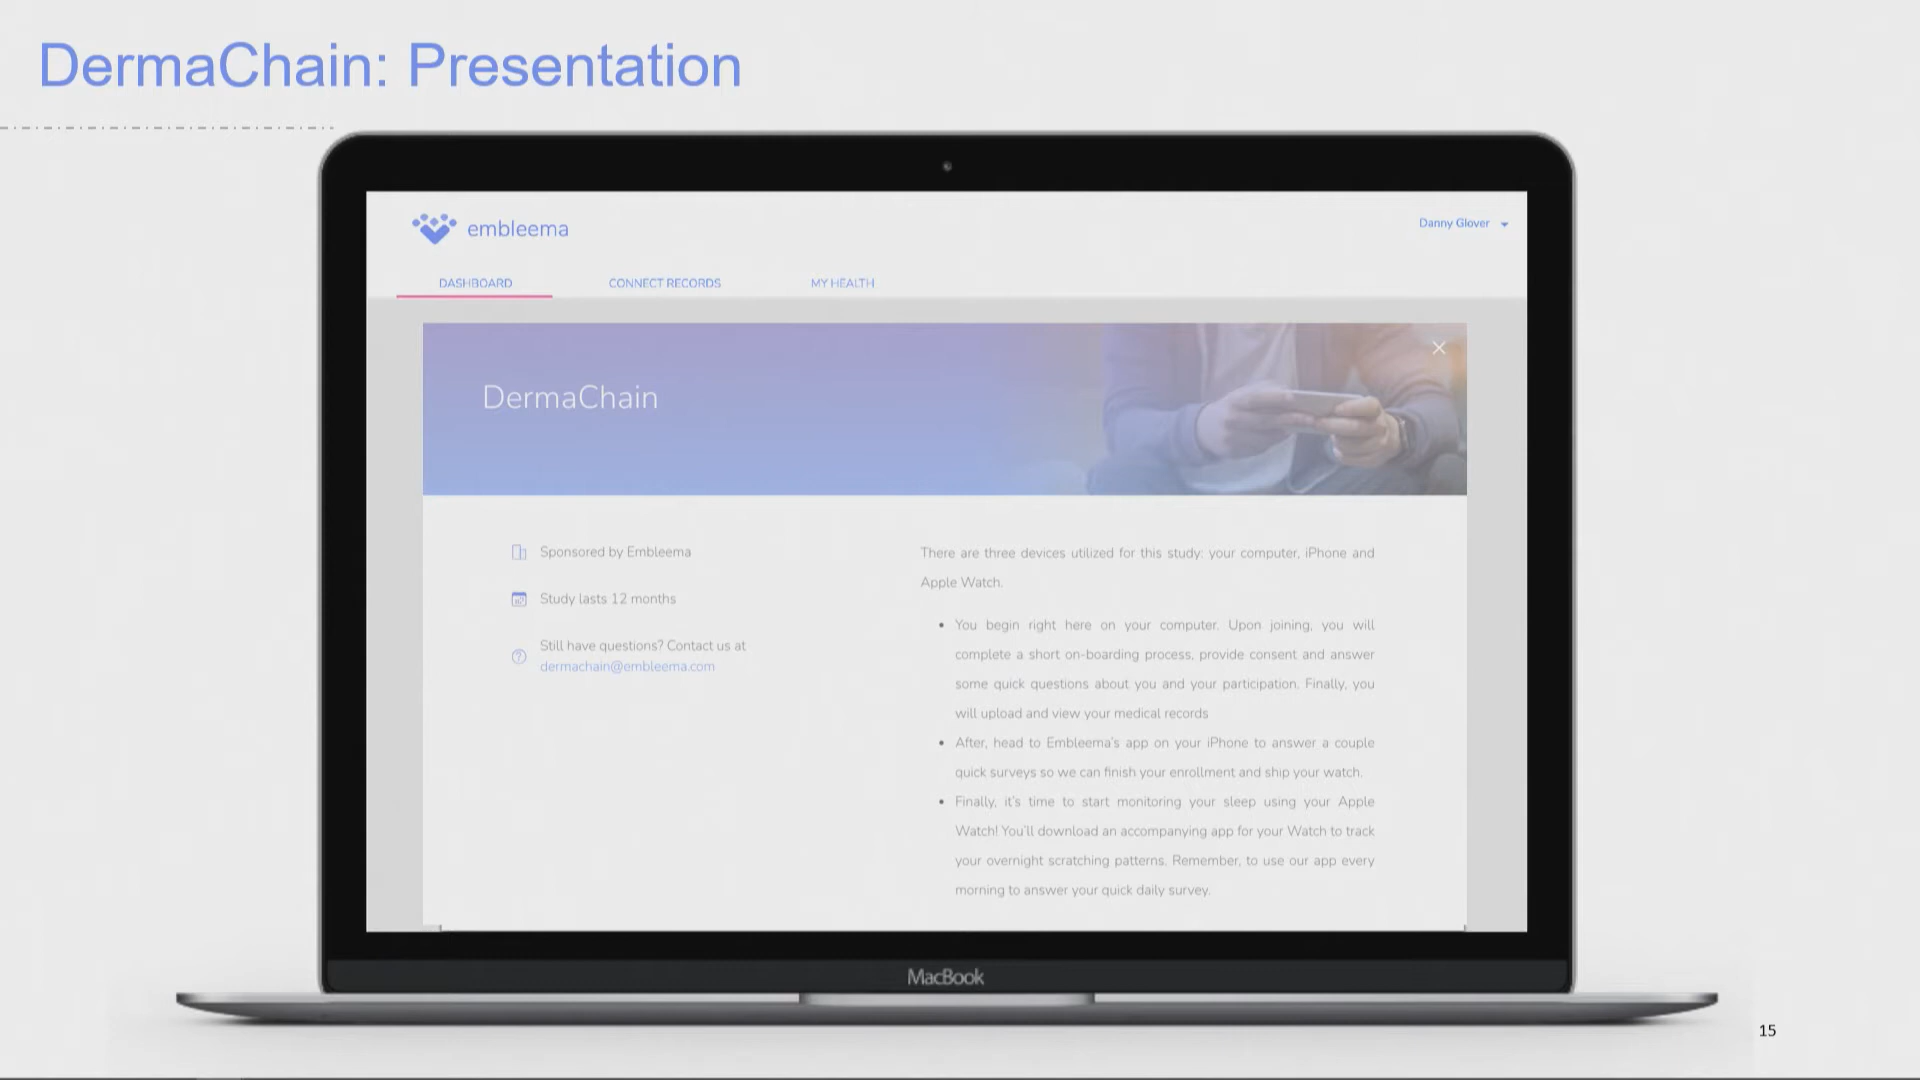 DermaChain: Presentation
embleema
Danny Glover
DASHBOARD
CONNECT RECORDS
MY HEALTH
DermaChain
Sponsored by Embleema
Study lasts 12 months
Still have questions? Contact us at
dermachain@embleema.com
There are three devices utilized for this study: your computer, iPhone and
Apple Watch.
• You begin right here on your computer. Upon joining, you will
complete a short on-boarding process, provide consent and answer
some quick questions about you and your participation. Finally, you
will upload and view your medical records
• After, head to Embleema's app on your iPhone to answer a couple
quick surveys so we can finish your enrollment and ship your watch.
• Finally, it's time to start monitoring your sleep using your Apple
Watch! You'll download an accompanying app for your Watch to track
your overnight scratching patterns. Remember, to use our app every
morning to answer your quick daily survey.
MacBook
15